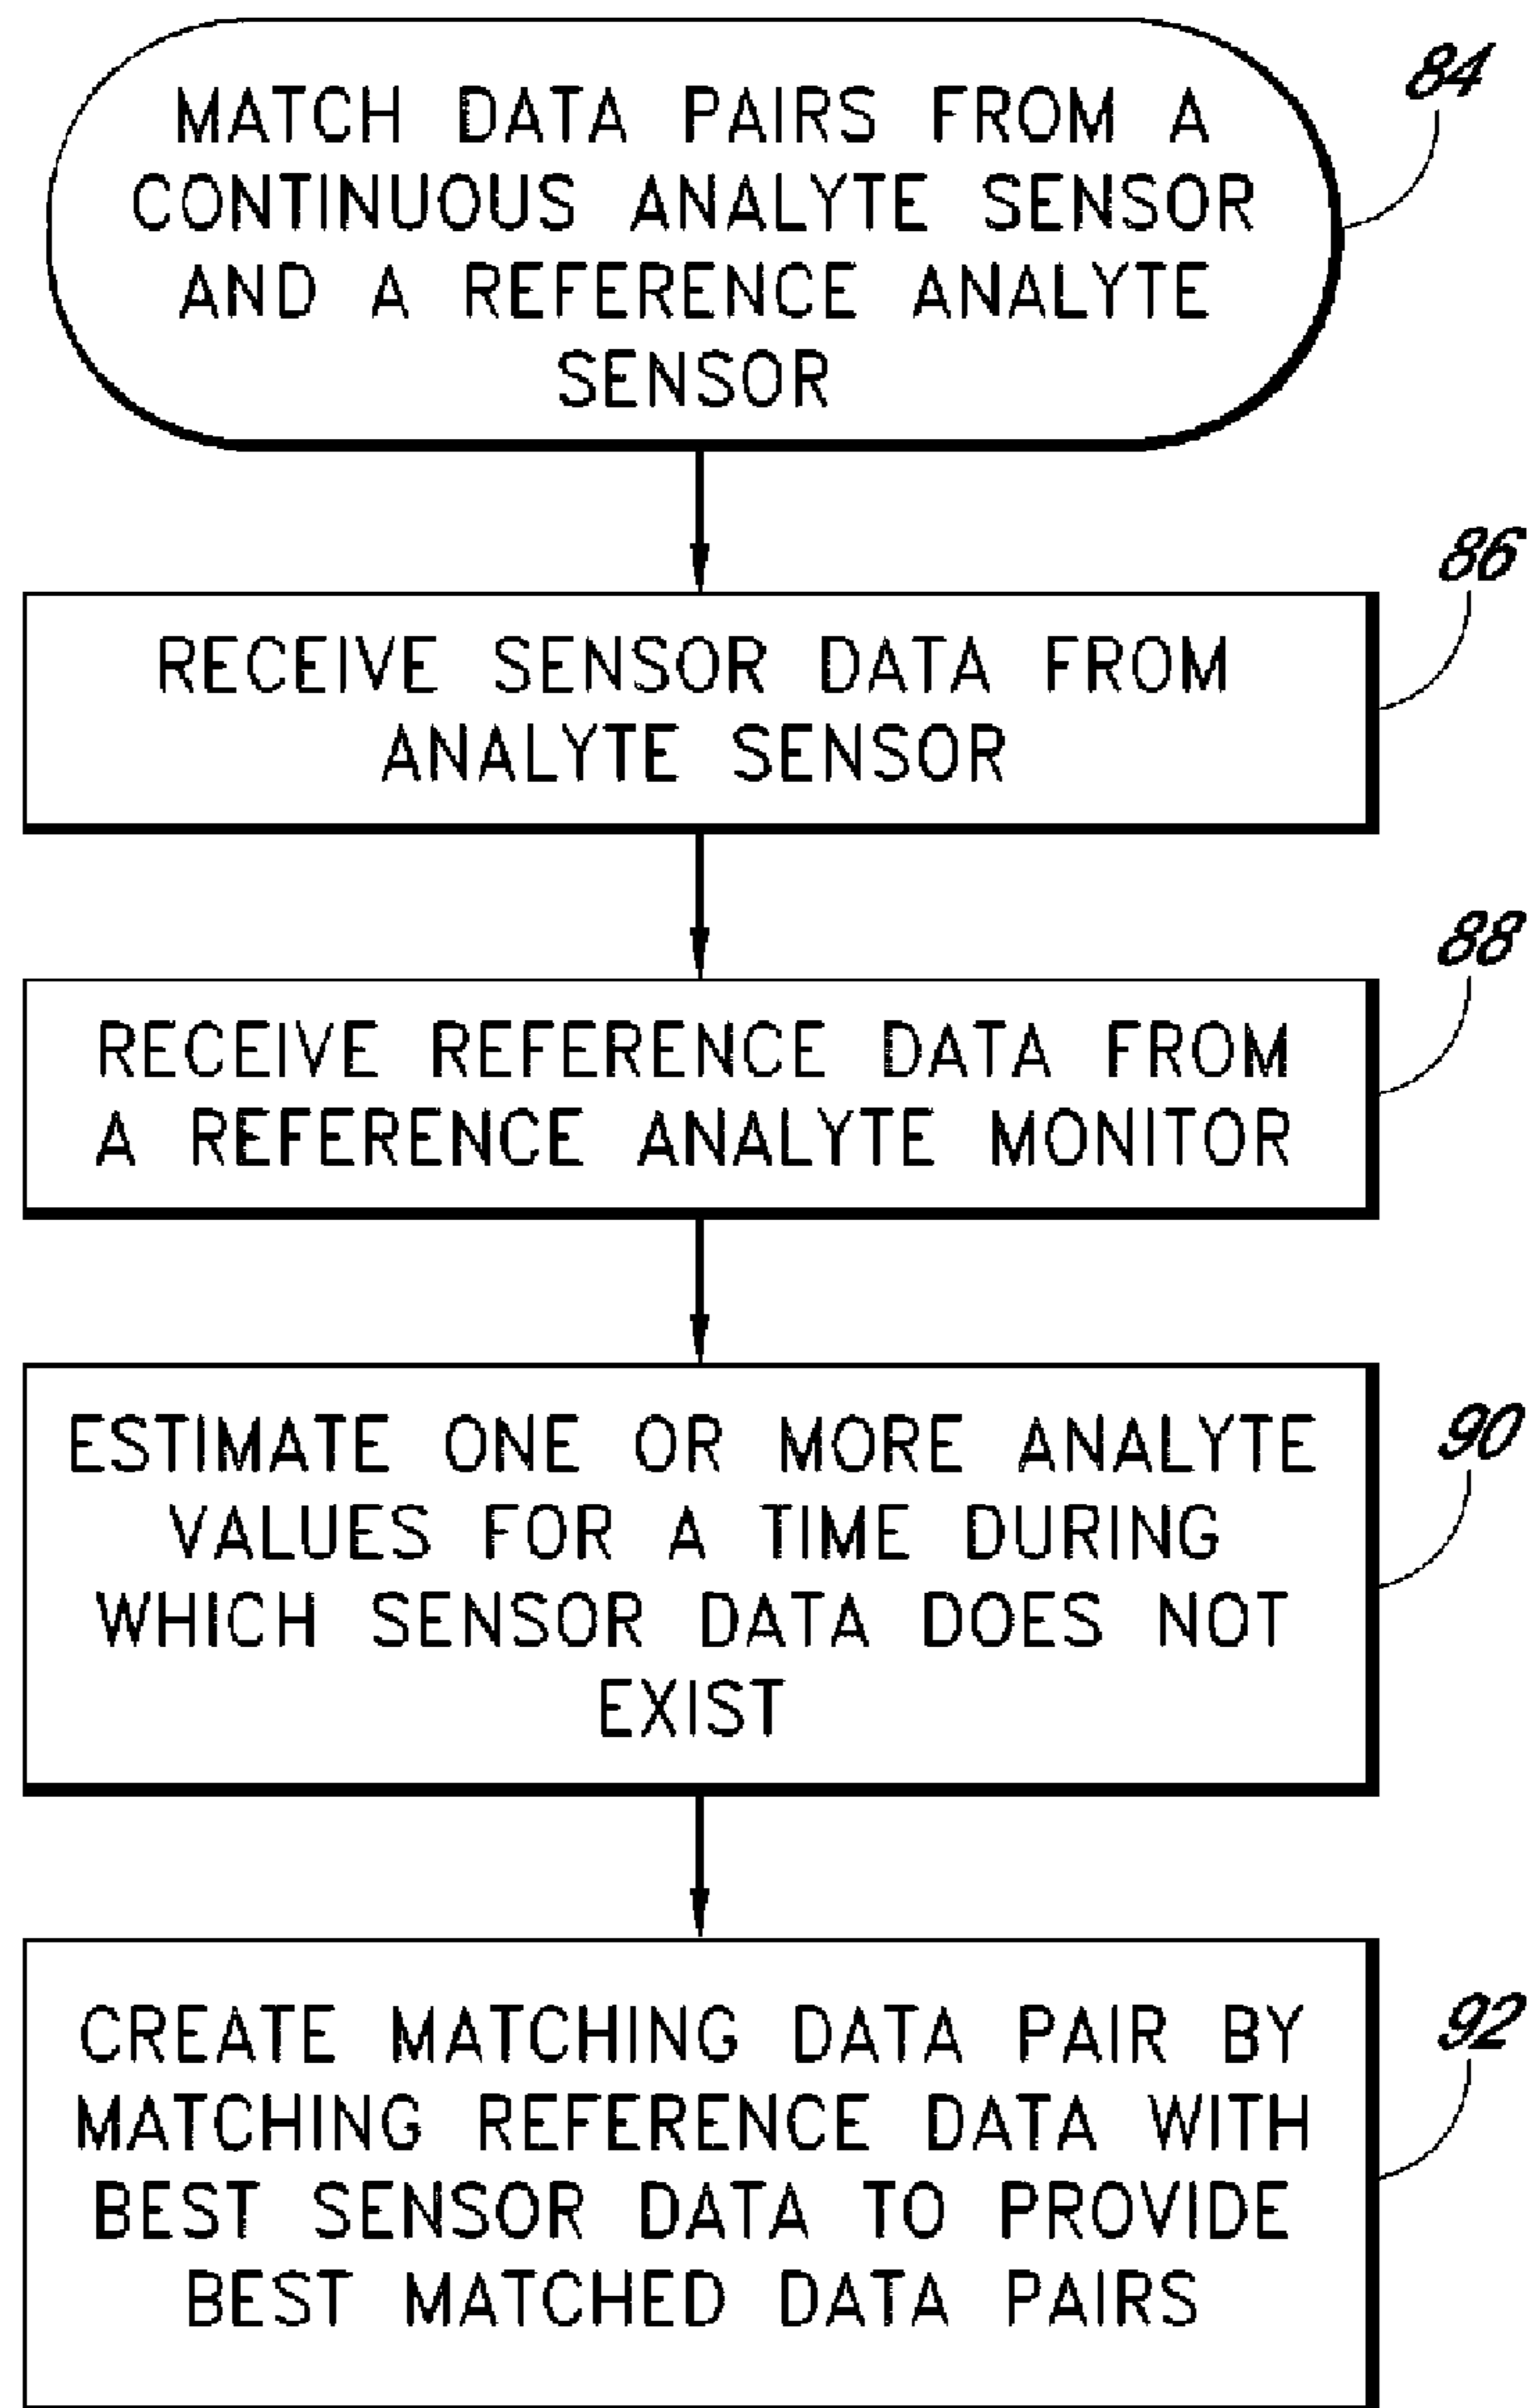 84
MATCH DATA PAIRS FROM A
CONTINUOUS ANALYTE SENSOR
AND A REFERENCE ANALYTE
SENSOR
86
RECEIVE SENSOR DATA FROM
ANALYTE SENSOR
88
RECEIVE REFERENCE DATA FROM
A REFERENCE ANALYTE MONITOR
90
ESTIMATE ONE OR MORE ANALYTE
VALUES FOR A TIME DURING
WHICH SENSOR DATA DOES NOT
EXIST
92
CREATE MATCHING DATA PAIR BY
MATCHING REFERENCE DATA WITH
BEST SENSOR DATA TO PROVIDE
BEST MATCHED DATA PAIRS